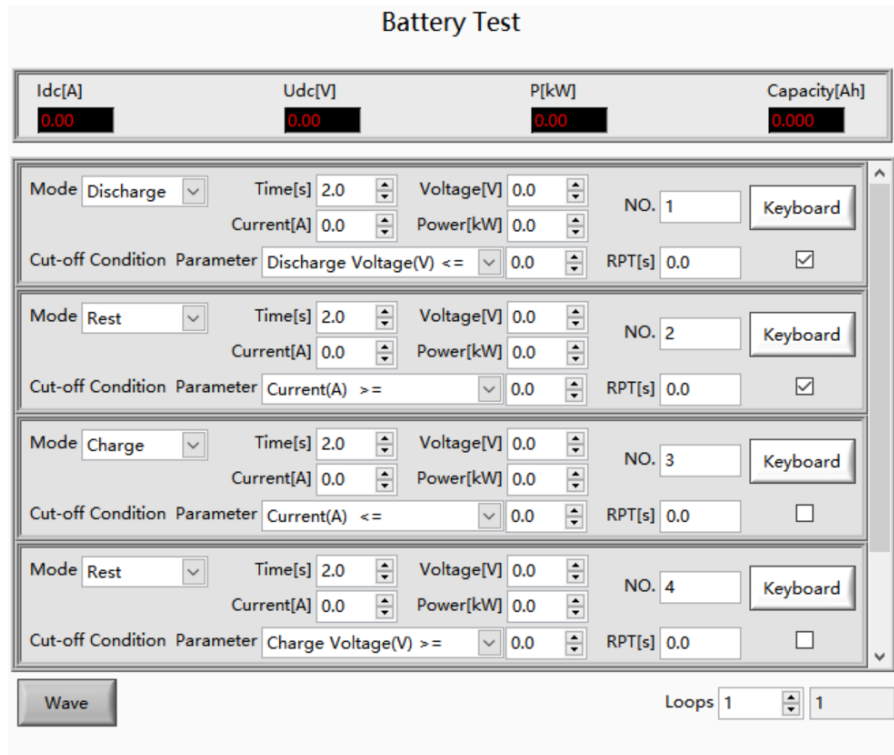 Battery Test
Idc[A] Udc[V] P[kW] Capacity[Ah]
0.00 0.00 0.00 0.000
Mode Discharge Time[s] 2.0 Voltage[V] 0.0 NO. 1 Keyboard
Current[A] 0.0 Power[kW] 0.0
Cut-off Condition Parameter Discharge Voltage(V) <= 0.0 RPT[s] 0.0
Mode Rest Time[s] 2.0 Voltage[V] 0.0 NO. 2 Keyboard
Current[A] 0.0 Power[kW] 0.0
Cut-off Condition Parameter Current(A) >= 0.0 RPT[s] 0.0
Mode Charge Time[s] 2.0 Voltage[V] 0.0 NO. 3 Keyboard
Current[A] 0.0 Power[kW] 0.0
Cut-off Condition Parameter Current(A) <= 0.0 RPT[s] 0.0
Mode Rest Time[s] 2.0 Voltage[V] 0.0 NO. 4 Keyboard
Current[A] 0.0 Power[kW] 0.0
Cut-off Condition Parameter Charge Voltage(V) >= 0.0 RPT[s] 0.0
Wave Loops 1 1